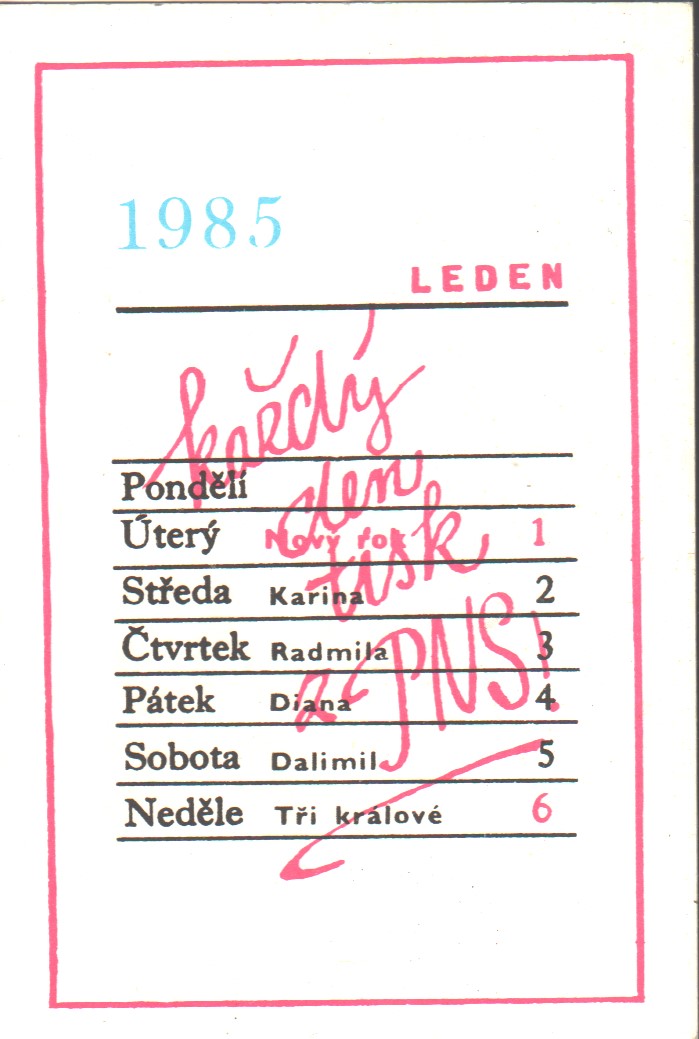 1985
LEDEN
každý
den
tisk
z PNS!
Pondělí
Úterý Nový rok 1
Středa Karina 2
Čtvrtek Radmila 3
Pátek Diana 4
Sobota Dalimil 5
Neděle Tři králové 6